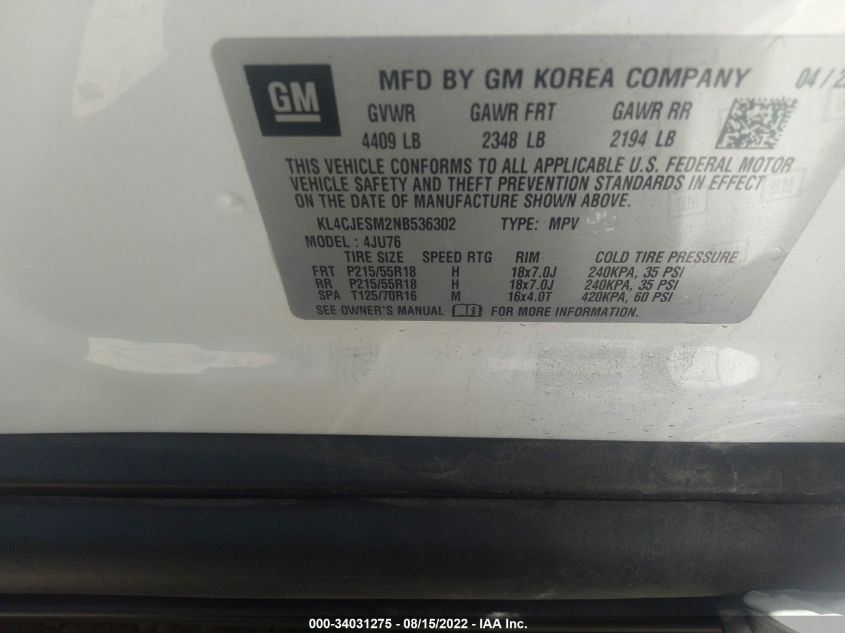 GM
MFD BY GM KOREA COMPANY 04/2
GVWR GAWR FRT GAWR RR
4409 LB 2348 LB 2194 LB
THIS VEHICLE CONFORMS TO ALL APPLICABLE U.S. FEDERAL MOTOR
VEHICLE SAFETY AND THEFT PREVENTION STANDARDS IN EFFECT
ON THE DATE OF MANUFACTURE SHOWN ABOVE.
KL4CJESM2NB536302 TYPE: MPV
MODEL : 4JU76
TIRE SIZE SPEED RTG RIM COLD TIRE PRESSURE
FRT P215/55R18 H 18x7.0J 240KPA, 35 PSI
RR P215/55R18 H 18x7.0J 240KPA, 35 PSI
SPA T125/70R16 M 16x4.0T 420KPA, 60 PSI
SEE OWNER'S MANUAL FOR MORE INFORMATION.
000-34031275 - 08/15/2022 - IAA Inc.